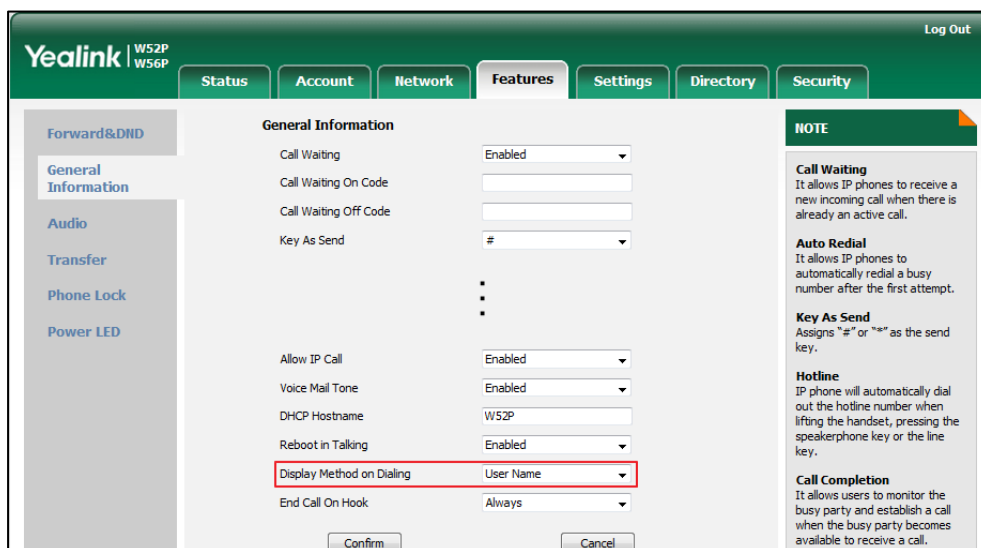 Log Out
Yealink | W52P
W56P
Status Account Network Features Settings Directory Security
Forward&DND
General
Information
Audio
Transfer
Phone Lock
Power LED
General Information
Call Waiting Enabled
Call Waiting On Code
Call Waiting Off Code
Key As Send #
Allow IP Call Enabled
Voice Mail Tone Enabled
DHCP Hostname W52P
Reboot in Talking Enabled
Display Method on Dialing User Name
End Call On Hook Always
Confirm Cancel
NOTE
Call Waiting
It allows IP phones to receive a
new incoming call when there is
already an active call.
Auto Redial
It allows IP phones to
automatically redial a busy
number after the first attempt.
Key As Send
Assigns "#" or "*" as the send
key.
Hotline
IP phone will automatically dial
out the hotline number when
lifting the handset, pressing the
speakerphone key or the line
key.
Call Completion
It allows users to monitor the
busy party and establish a call
when the busy party becomes
available to receive a call.